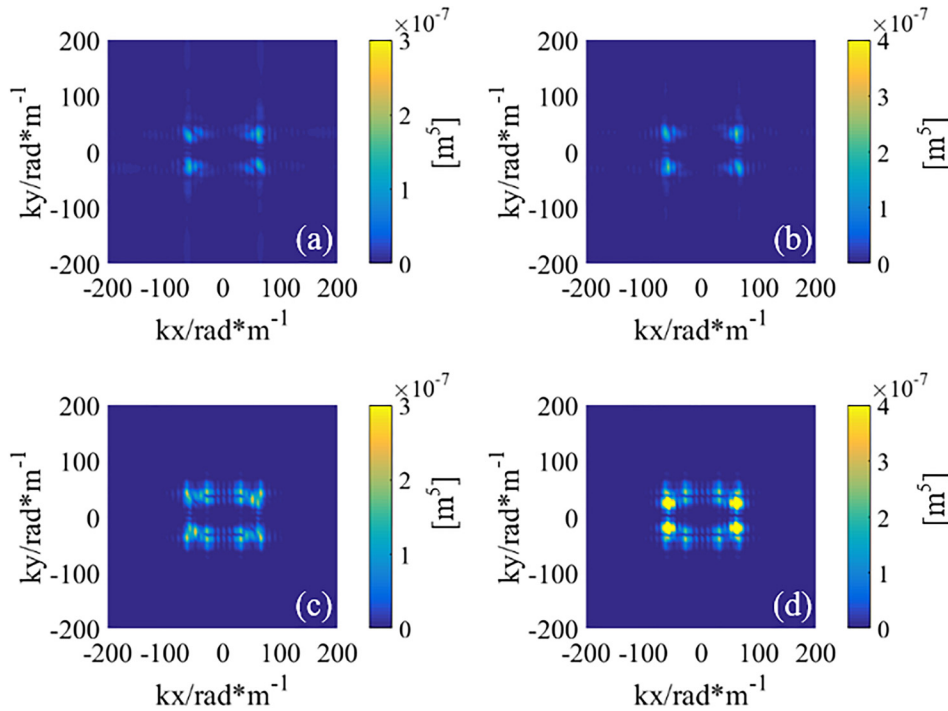 ×10⁻⁷ ×10⁻⁷
200 3 200 4
100 2 100 3
ky/rad*m⁻¹ 0 [m⁵] ky/rad*m⁻¹ 0 2 [m⁵]
-100 1 -100 1
-200 (a) 0 -200 (b) 0
-200 -100 0 100 200 -200 -100 0 100 200
kx/rad*m⁻¹ kx/rad*m⁻¹
×10⁻⁷ ×10⁻⁷
200 3 200 4
100 2 100 3
ky/rad*m⁻¹ 0 [m⁵] ky/rad*m⁻¹ 0 2 [m⁵]
-100 1 -100 1
-200 (c) 0 -200 (d) 0
-200 -100 0 100 200 -200 -100 0 100 200
kx/rad*m⁻¹ kx/rad*m⁻¹